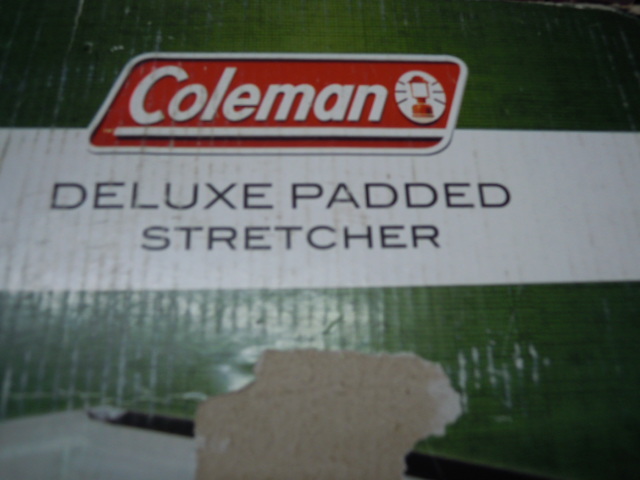 Coleman
DELUXE PADDED
STRETCHER